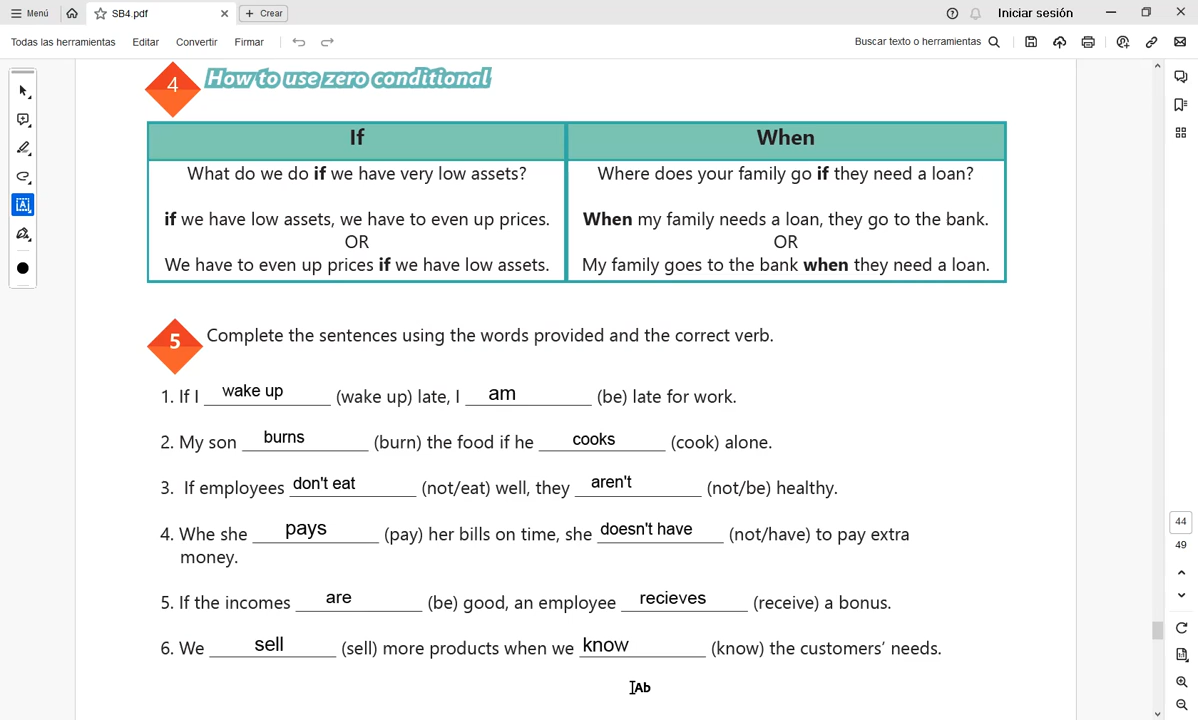 Menú SB4.pdf + Crear Iniciar sesión
Todas las herramientas Editar Convertir Firmar Buscar texto o herramientas
4 How to use zero conditional
If When
What do we do if we have very low assets? Where does your family go if they need a loan?
if we have low assets, we have to even up prices. When my family needs a loan, they go to the bank.
OR OR
We have to even up prices if we have low assets. My family goes to the bank when they need a loan.
5 Complete the sentences using the words provided and the correct verb.
1. If I wake up (wake up) late, I am (be) late for work.
2. My son burns (burn) the food if he cooks (cook) alone.
3. If employees don't eat (not/eat) well, they aren't (not/be) healthy.
4. Whe she pays (pay) her bills on time, she doesn't have (not/have) to pay extra
money.
5. If the incomes are (be) good, an employee recieves (receive) a bonus.
6. We sell (sell) more products when we know (know) the customers' needs.
Ab
44
49